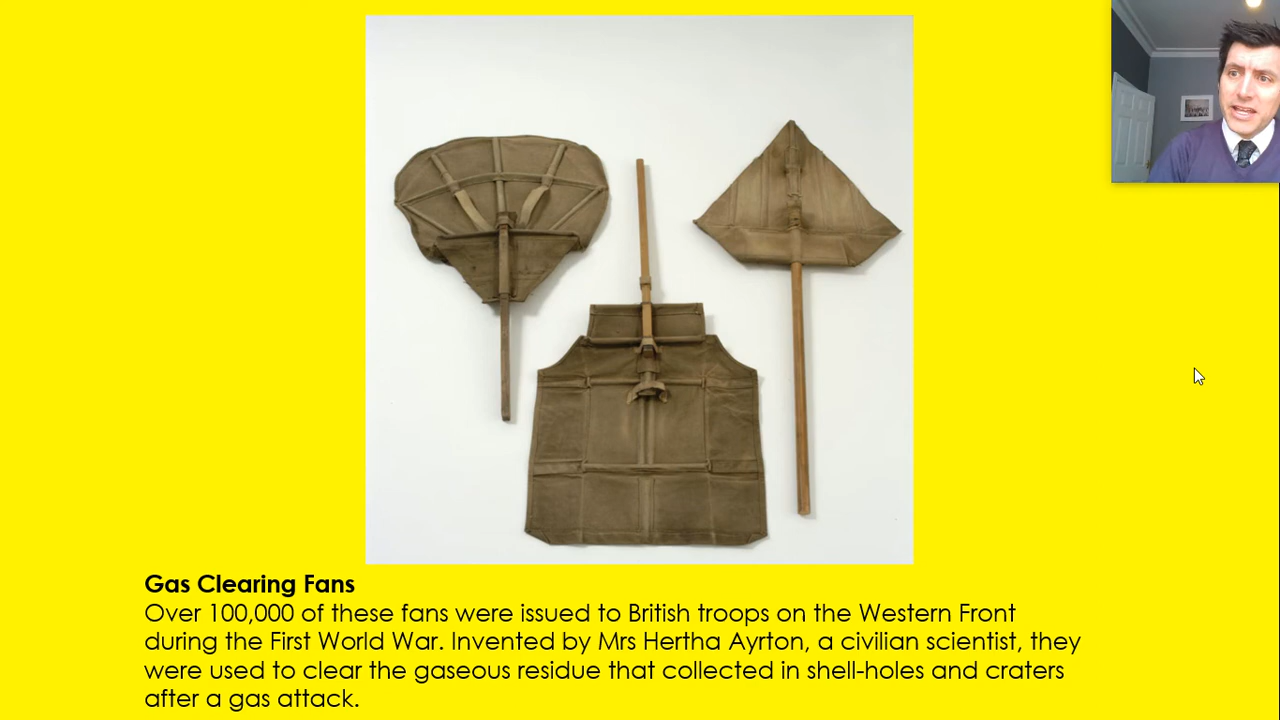 Gas Clearing Fans
Over 100,000 of these fans were issued to British troops on the Western Front
during the First World War. Invented by Mrs Hertha Ayrton, a civilian scientist, they
were used to clear the gaseous residue that collected in shell-holes and craters
after a gas attack.